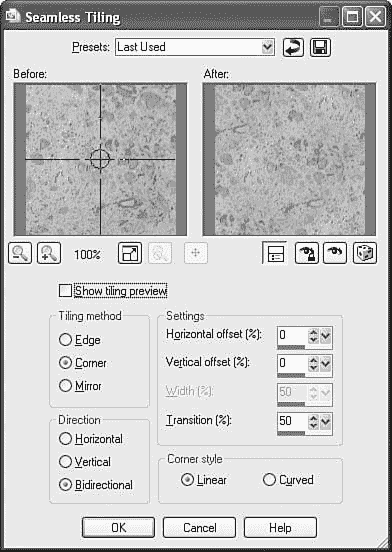 Seamless Tiling
Presets: Last Used
Before: After:
100%
Show tiling preview
Tiling method
Edge
Corner
Mirror
Direction
Horizontal
Vertical
Bidirectional
Settings
Horizontal offset (%): 0
Vertical offset (%): 0
Width (%): 50
Transition (%): 50
Corner style
Linear Curved
OK Cancel Help